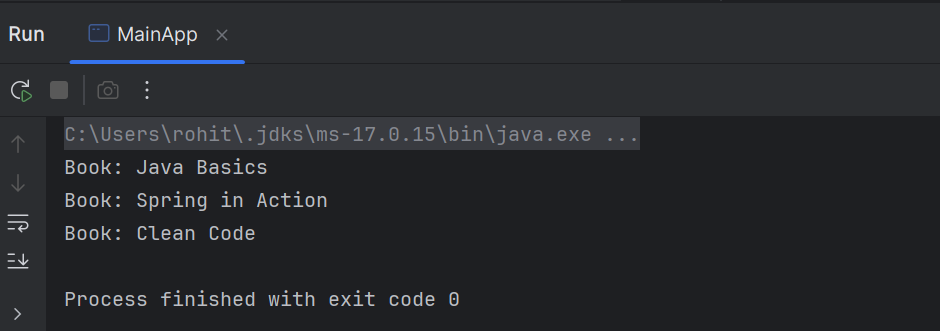 Run MainApp
C:\Users\rohit\.jdks\ms-17.0.15\bin\java.exe ...
Book: Java Basics
Book: Spring in Action
Book: Clean Code
Process finished with exit code 0